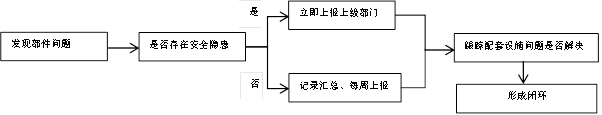 是
立即上报上级部门
发现部件问题
是否存在安全隐患
跟踪配套设施问题是否解决
否
记录汇总、每周上报
形成闭环